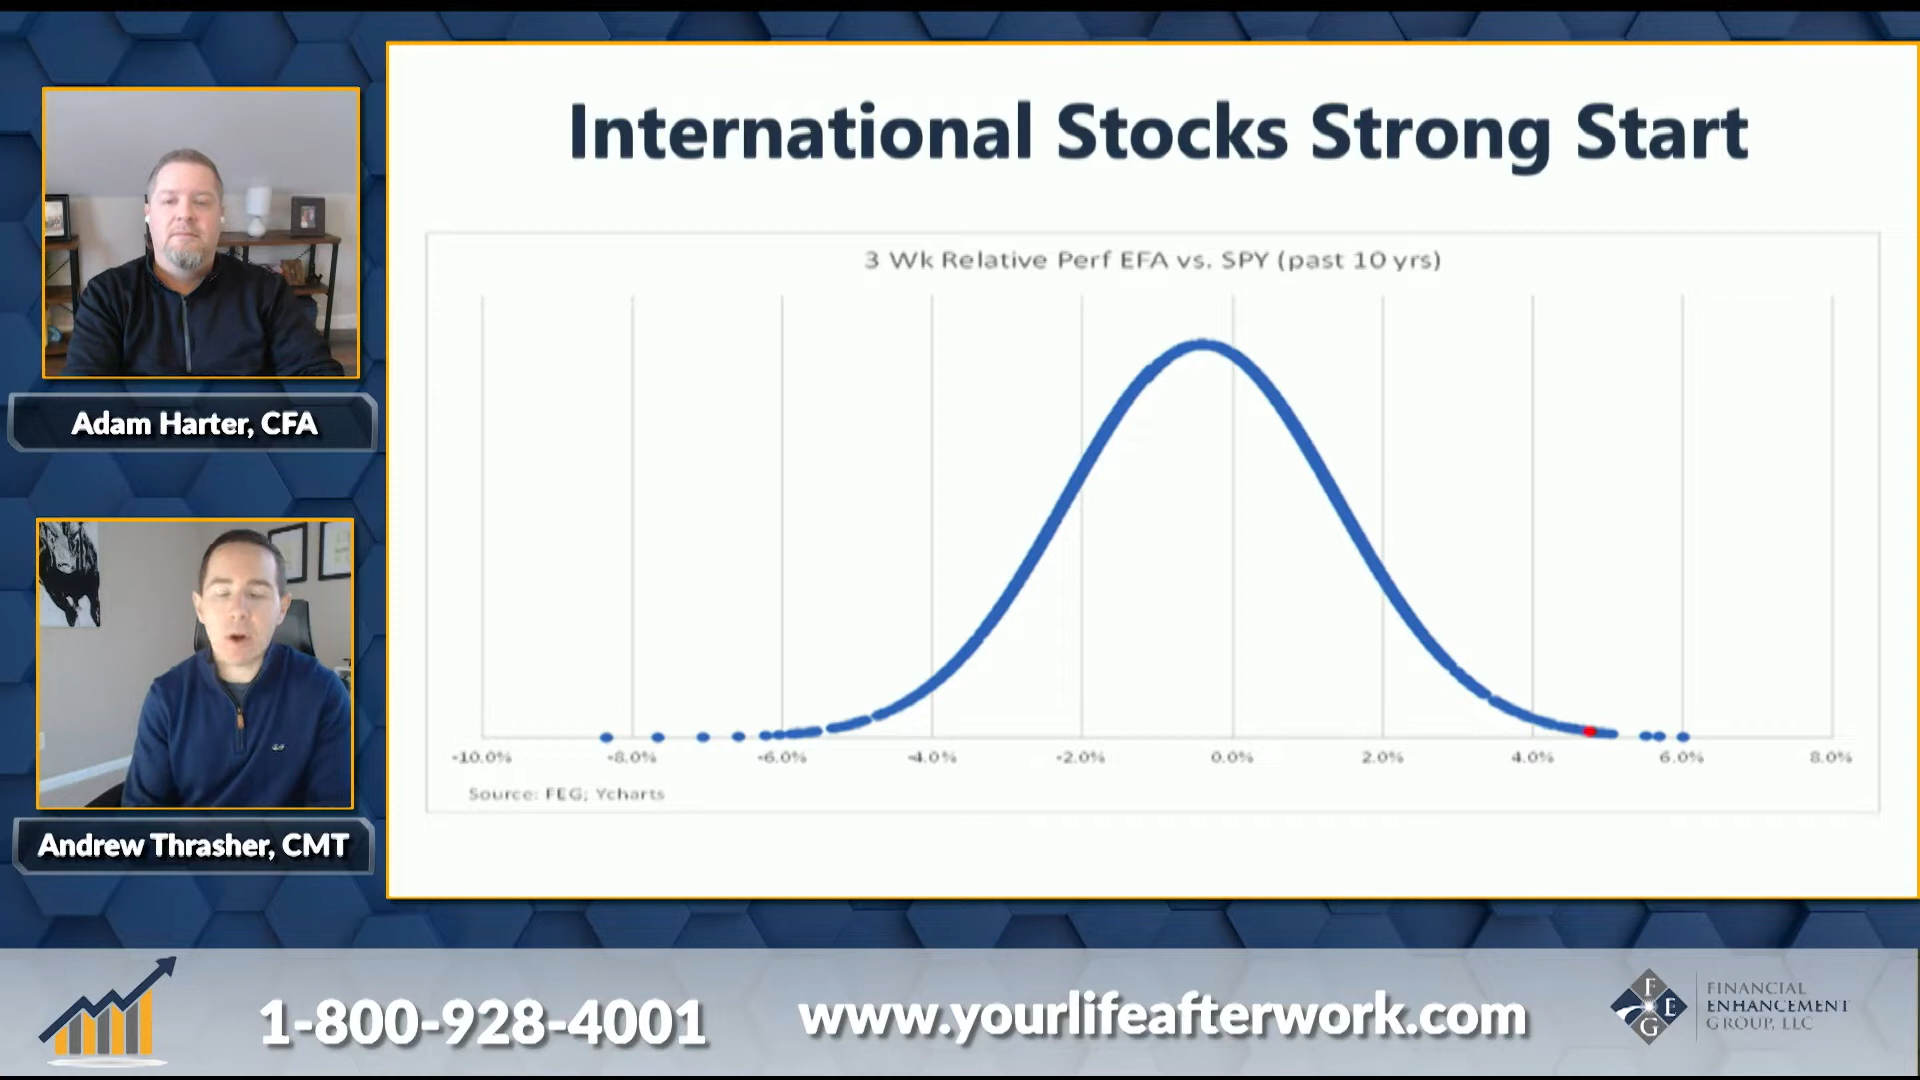 International Stocks Strong Start
3 Wk Relative Perf EFA vs. SPY (past 10 yrs)
-10.0% -8.0% -6.0% -4.0% -2.0% 0.0% 2.0% 4.0% 6.0% 8.0%
Source: FEG; Ycharts
Adam Harter, CFA
Andrew Thrasher, CMT
1-800-928-4001
www.yourlifeafterwork.com
F
E
G
FINANCIAL
ENHANCEMENT
GROUP, LLC